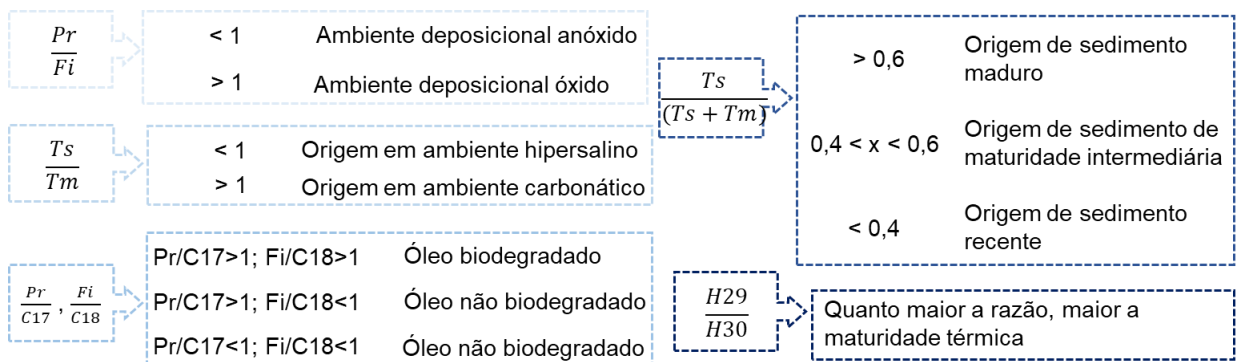 Pr/Fi
< 1 Ambiente deposicional anóxido
> 1 Ambiente deposicional óxido
Ts/Tm
< 1 Origem em ambiente hipersalino
> 1 Origem em ambiente carbonático
Pr/C17 , Fi/C18
Pr/C17>1; Fi/C18>1 Óleo biodegradado
Pr/C17>1; Fi/C18<1 Óleo não biodegradado
Pr/C17<1; Fi/C18<1 Óleo não biodegradado
Ts/(Ts + Tm)
> 0,6 Origem de sedimento
maduro
0,4 < x < 0,6 Origem de sedimento de
maturidade intermediária
< 0,4 Origem de sedimento
recente
H29/H30
Quanto maior a razão, maior a
maturidade térmica